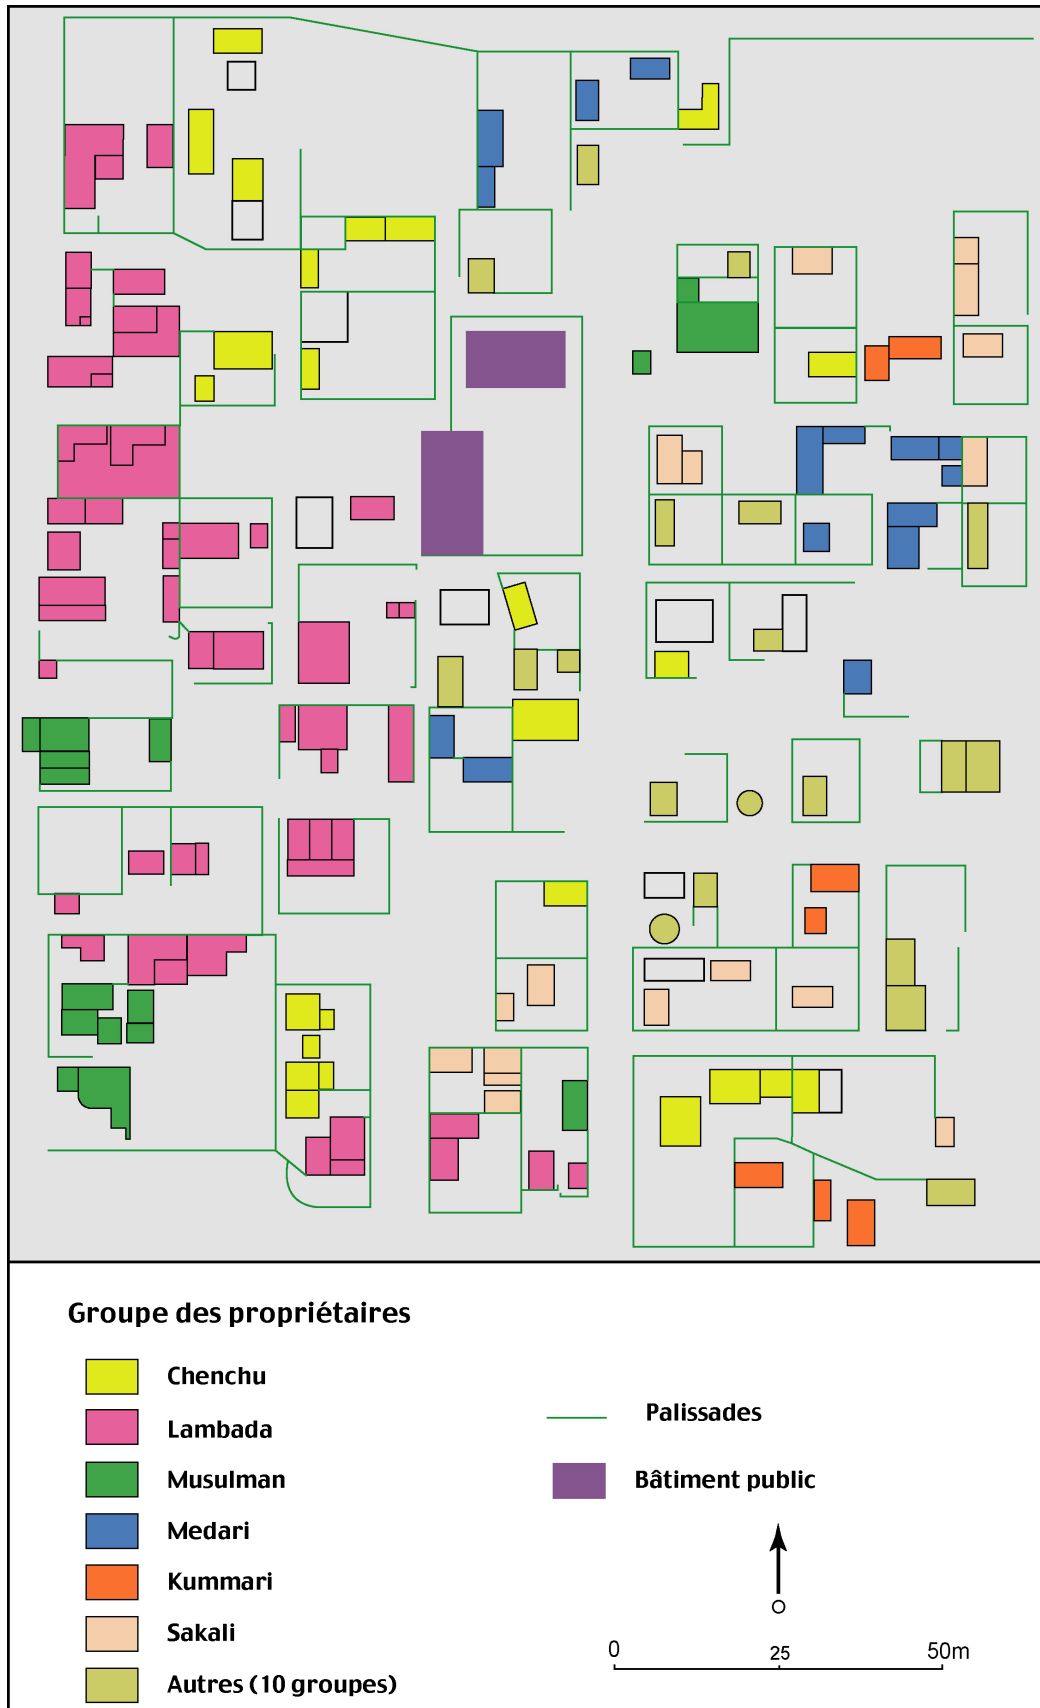 Groupe des propriétaires
Chenchu
Lambada
Musulman
Medari
Kummari
Sakali
Autres (10 groupes)
Palissades
Bâtiment public
0 25 50m